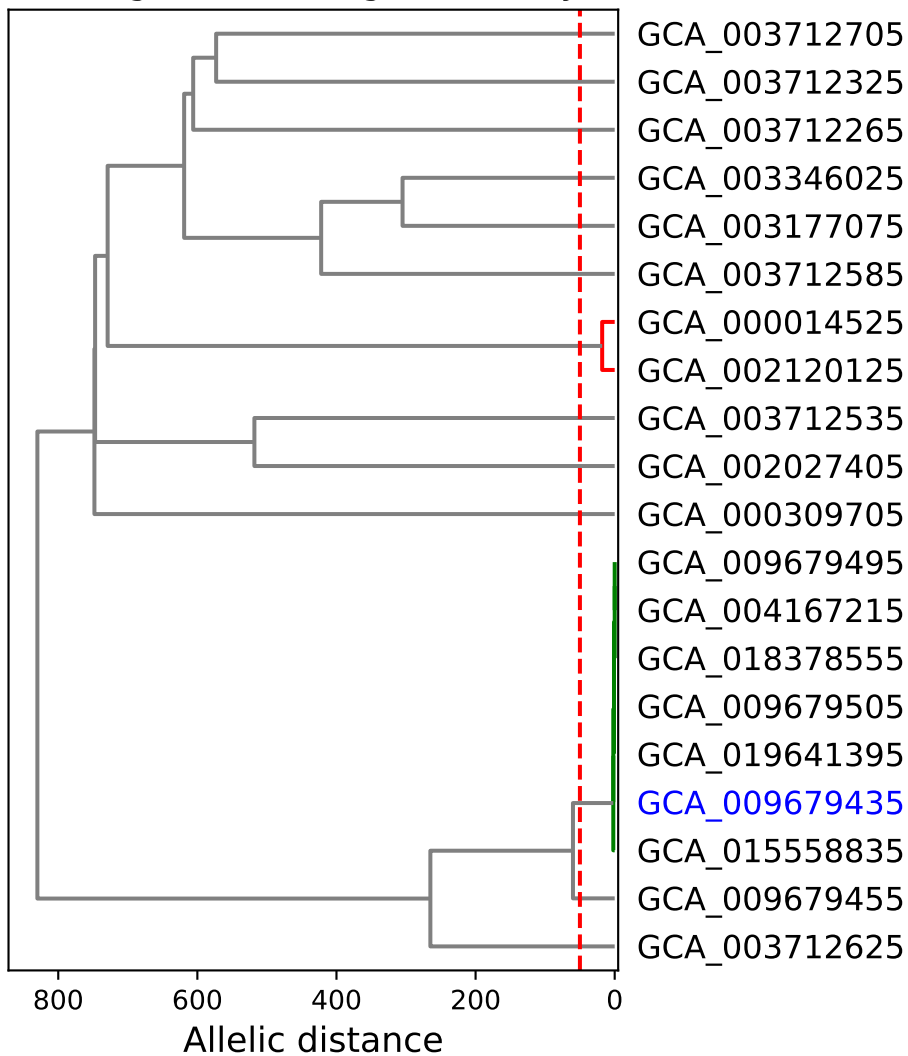 GCA_003712705
GCA_003712325
GCA_003712265
GCA_003346025
GCA_003177075
GCA_003712585
GCA_000014525
GCA_002120125
GCA_003712535
GCA_002027405
GCA_000309705
GCA_009679495
GCA_004167215
GCA_018378555
GCA_009679505
GCA_019641395
GCA_009679435
GCA_015558835
GCA_009679455
GCA_003712625
800 600 400 200 0
Allelic distance